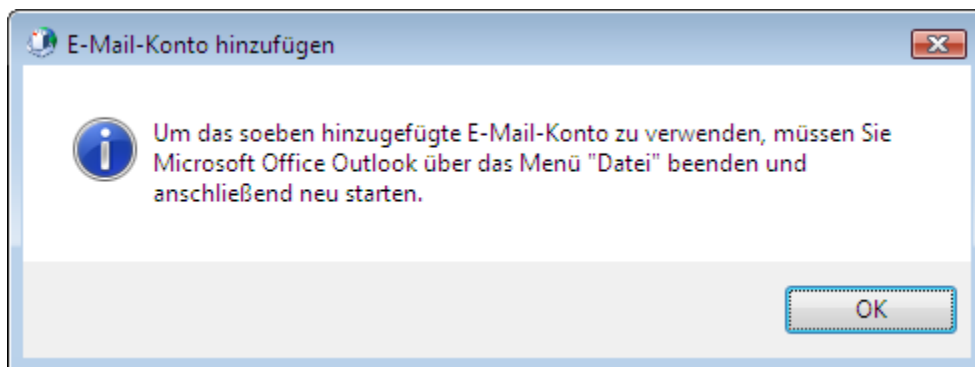 E-Mail-Konto hinzufügen
Um das soeben hinzugefügte E-Mail-Konto zu verwenden, müssen Sie
Microsoft Office Outlook über das Menü "Datei" beenden und
anschließend neu starten.
OK